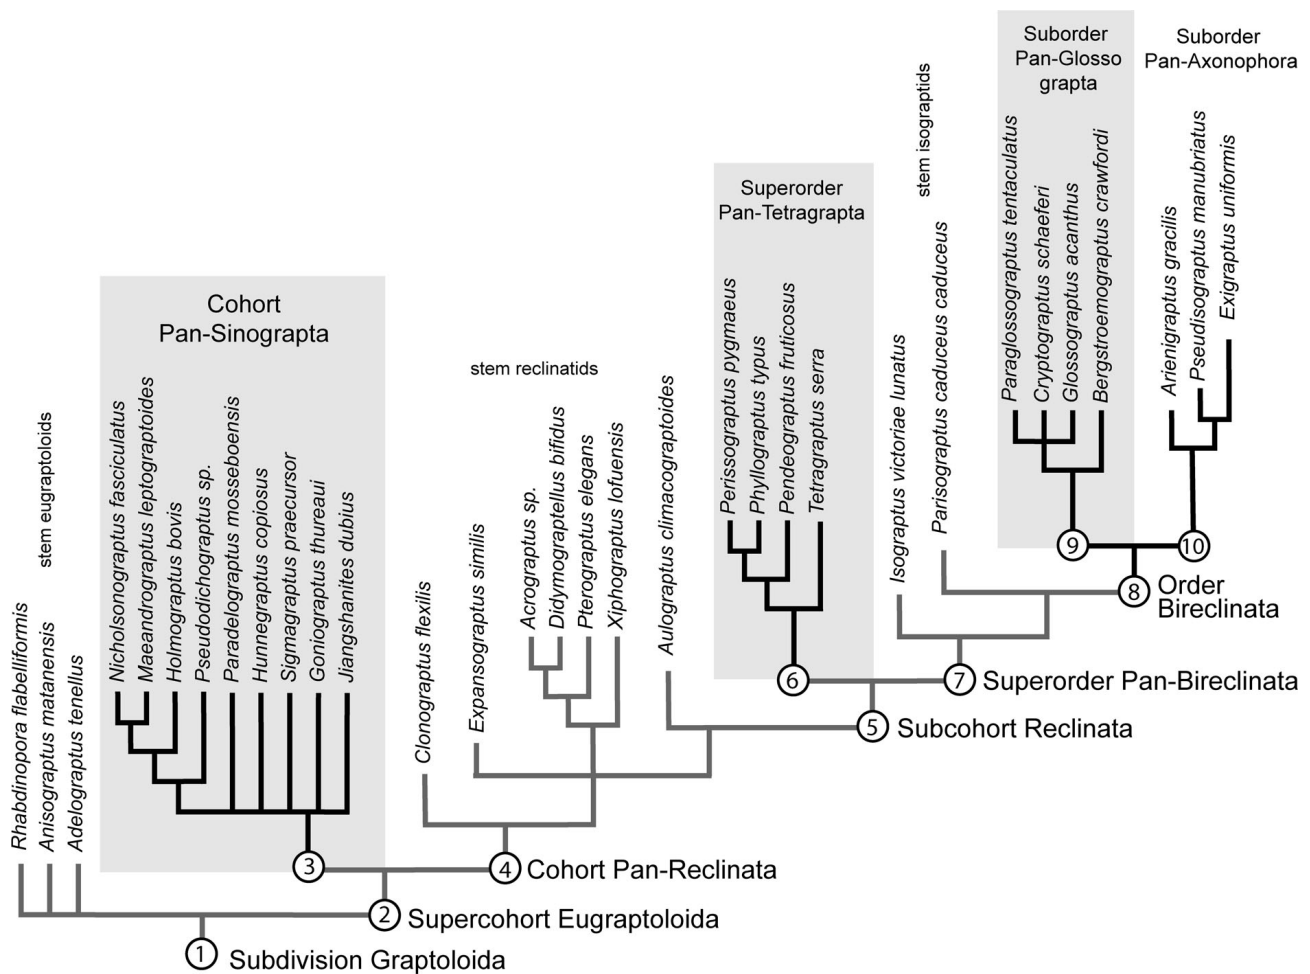 Suborder
Pan-Glosso
grapta
Suborder
Pan-Axonophora
stem isograptids
Paraglossograptus tentaculatus
Cryptograptus schaeferi
Glossograptus acanthus
Bergstroemograptus crawfordi
Arienigraptus gracilis
Pseudisograptus manubriatus
Exigraptus uniformis
Superorder
Pan-Tetragrapta
Perissograptus pygmaeus
Phyllograptus typus
Pendeograptus fruticosus
Tetragraptus serra
Isograptus victoriae lunatus
Parisograptus caduceus caduceus
Cohort
Pan-Sinograpta
stem eugraptoloids
Nicholsonograptus fasciculatus
Maeandrograptus leptograptoides
Holmograptus bovis
Pseudodichograptus sp.
Paradelograptus mosseboensis
Hunnegraptus copiosus
Sigmagraptus praecursor
Goniograptus thureaui
Jiangshanites dubius
stem reclinatids
Clonograptus flexilis
Expansograptus similis
Acrograptus sp.
Didymograptellus bifidus
Pterograptus elegans
Xiphograptus lofuensis
Aulograptus climacograptoides
Rhabdinopora flabelliformis
Anisograptus matanensis
Adelograptus tenellus
9
10
8
Order
Bireclinata
6
7
Superorder Pan-Bireclinata
5
Subcohort Reclinata
3
4
Cohort Pan-Reclinata
2
Supercohort Eugraptoloida
1
Subdivision Graptoloida